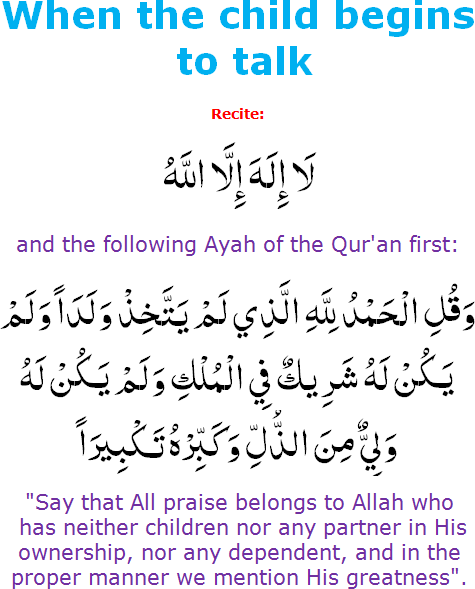 When the child begins
to talk
Recite:
لَا إِلَهَ إِلَّا اللَّهُ
and the following Ayah of the Qur'an first:
وَقُلِ الْحَمْدُ لِلَّهِ الَّذِي لَمْ يَتَّخِذْ وَلَدَاً وَلَمْ
يَكُنْ لَهُ شَرِيكٌ فِي الْمُلْكِ وَلَمْ يَكُنْ لَهُ
وَلِيٌّ مِنَ الذُّلِّ وَكَبِّرْهُ تَكْبِيرَاً
"Say that All praise belongs to Allah who
has neither children nor any partner in His
ownership, nor any dependent, and in the
proper manner we mention His greatness".